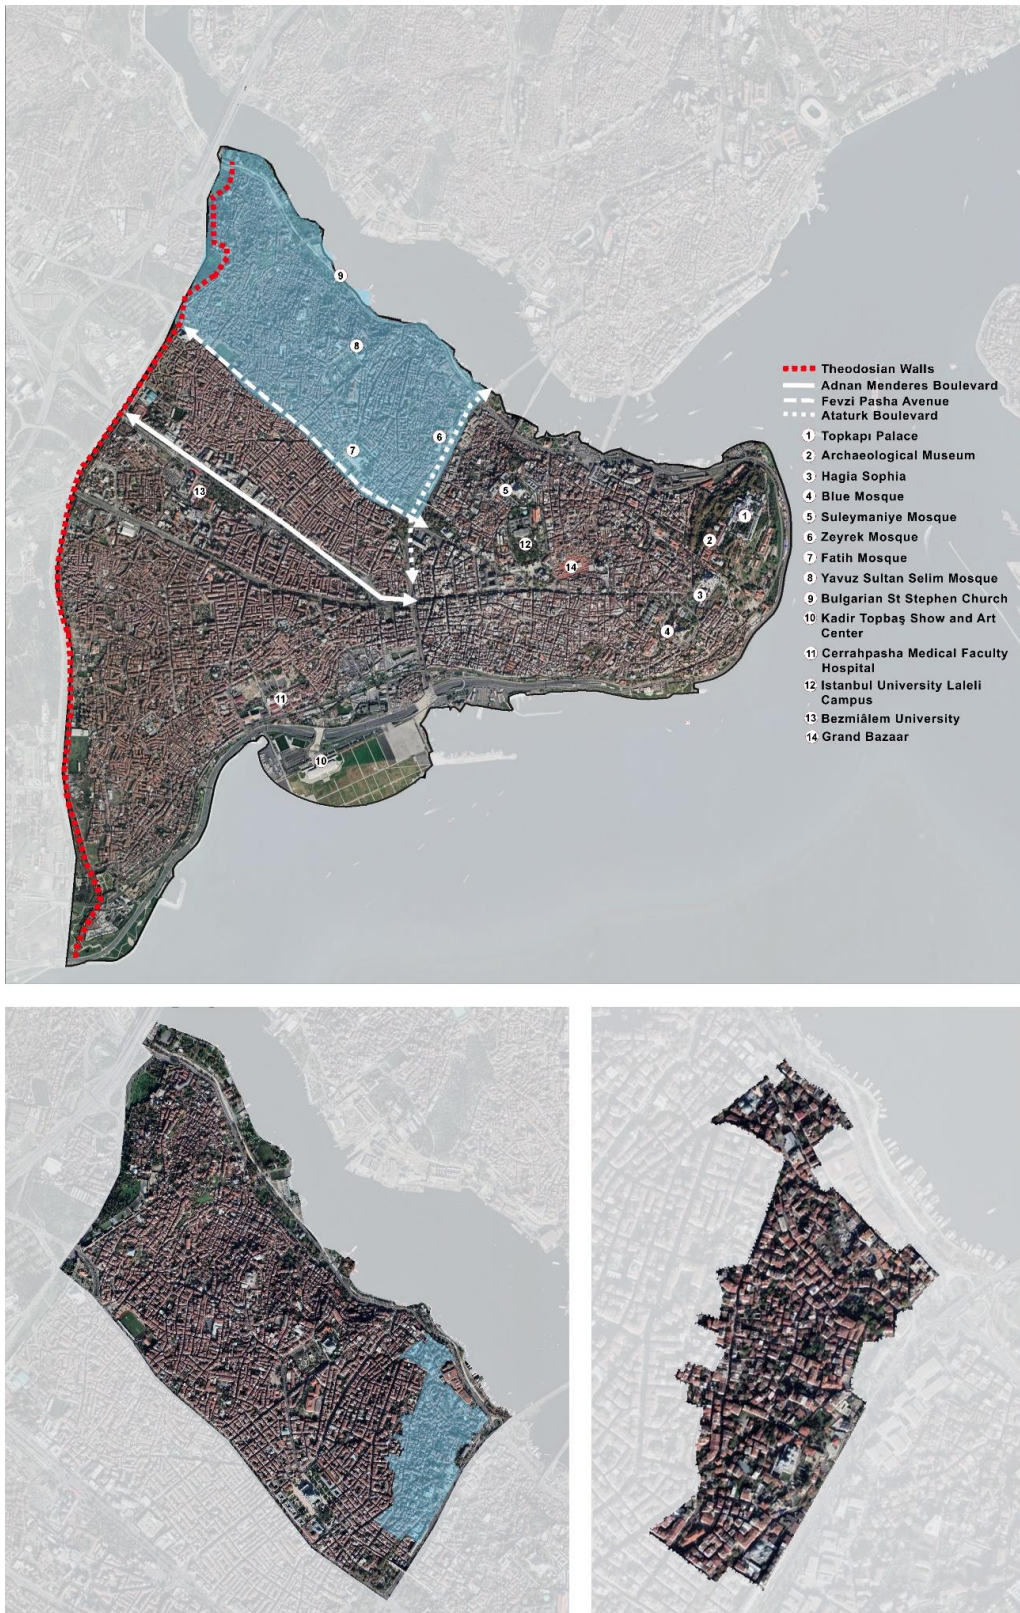 9
8
7
6
13
5
12
14
1
2
3
4
11
10
Theodosian Walls
Adnan Menderes Boulevard
Fevzi Pasha Avenue
Ataturk Boulevard
1 Topkapı Palace
2 Archaeological Museum
3 Hagia Sophia
4 Blue Mosque
5 Suleymaniye Mosque
6 Zeyrek Mosque
7 Fatih Mosque
8 Yavuz Sultan Selim Mosque
9 Bulgarian St Stephen Church
10 Kadir Topbaş Show and Art
Center
11 Cerrahpasha Medical Faculty
Hospital
12 Istanbul University Laleli
Campus
13 Bezmiâlem University
14 Grand Bazaar